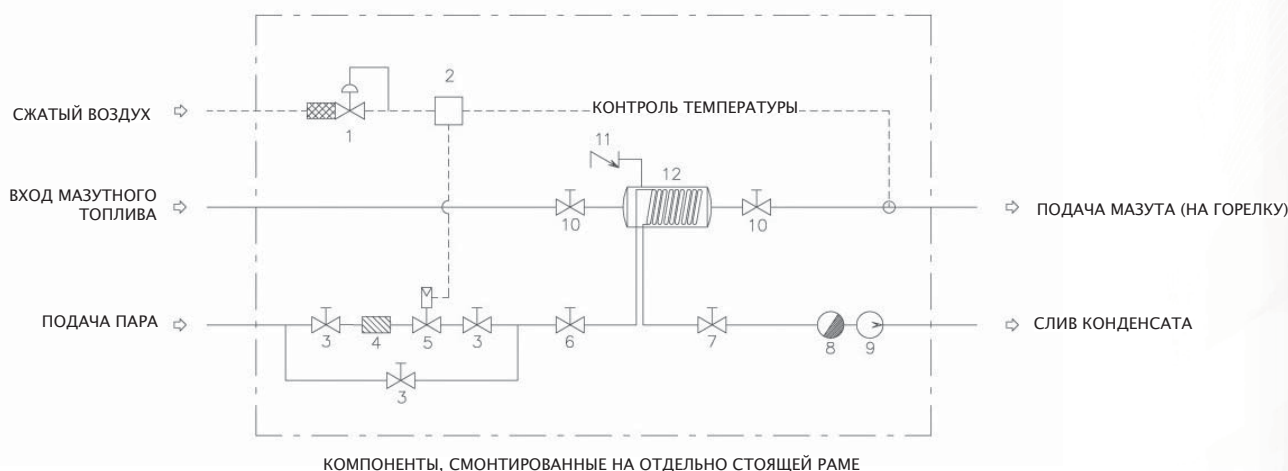 2
СЖАТЫЙ ВОЗДУХ
КОНТРОЛЬ ТЕМПЕРАТУРЫ
1
11
12
ВХОД МАЗУТНОГО
ТОПЛИВА
ПОДАЧА МАЗУТА (НА ГОРЕЛКУ)
10
10
ПОДАЧА ПАРА
СЛИВ КОНДЕНСАТА
3
4
5
3
6
7
8
9
3
КОМПОНЕНТЫ, СМОНТИРОВАННЫЕ НА ОТДЕЛЬНО СТОЯЩЕЙ РАМЕ